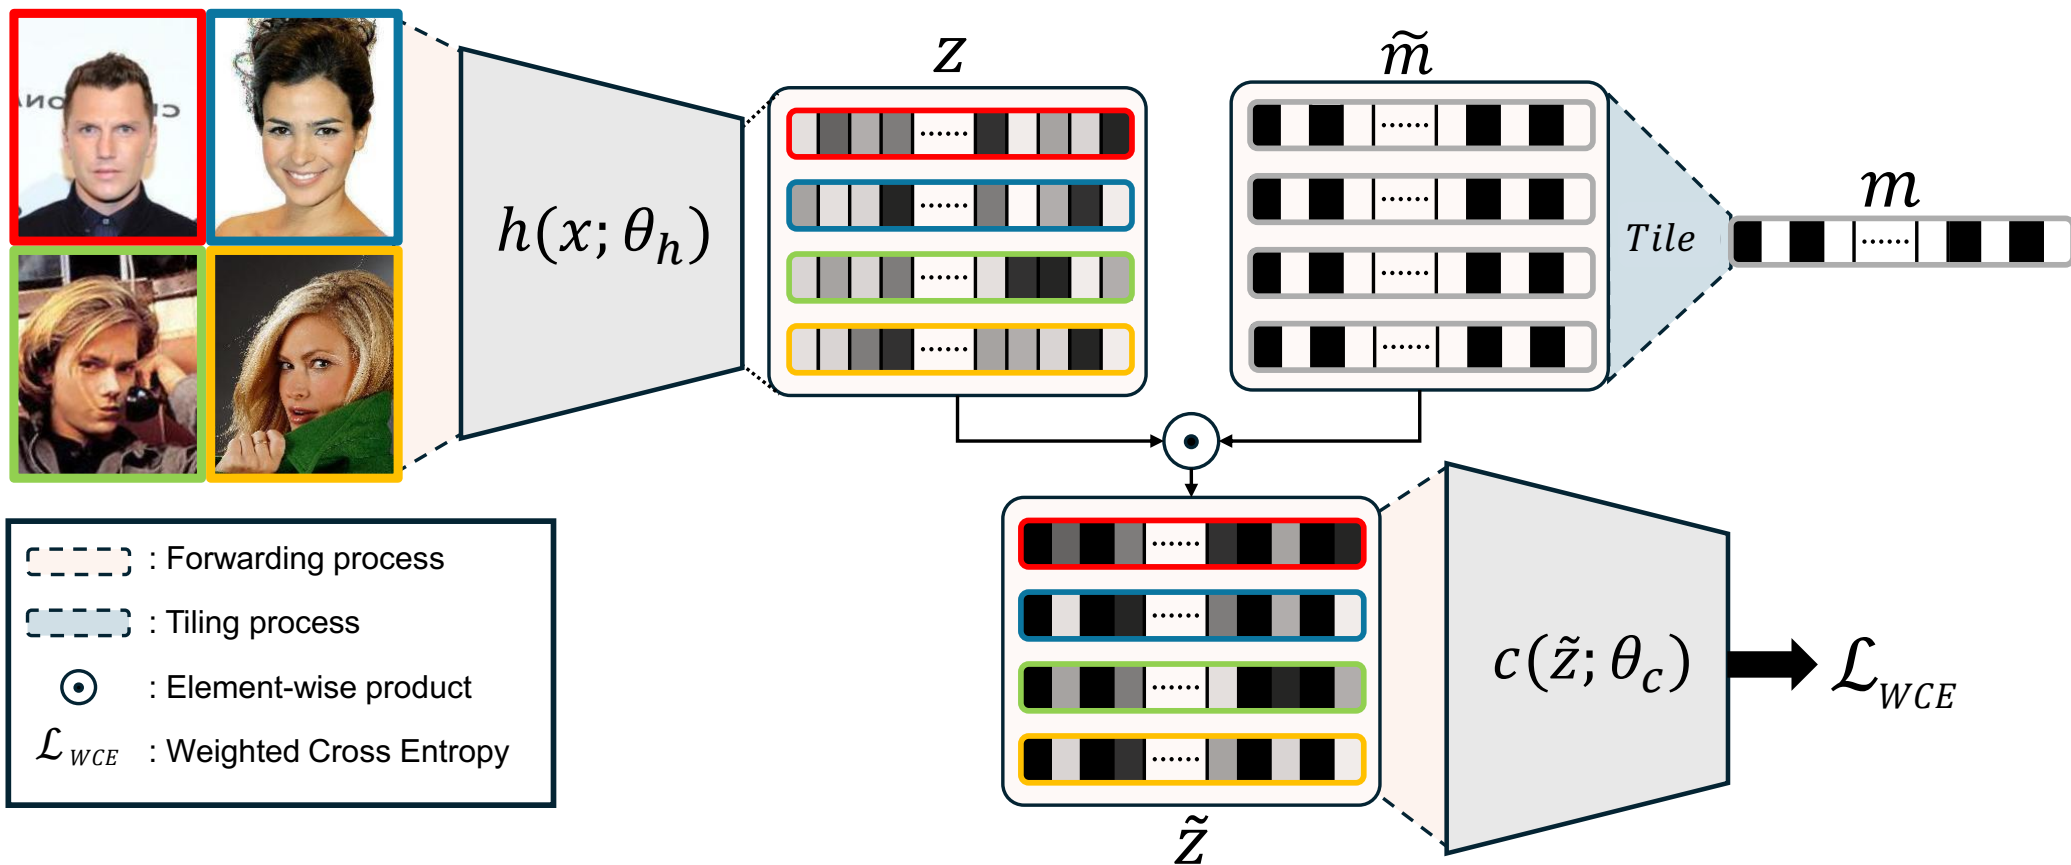 z
m̃
h(x; θ_h)
······
······
······
······
······
······
······
······
Tile
m
······
: Forwarding process
: Tiling process
: Element-wise product
ℒ_WCE : Weighted Cross Entropy
······
······
······
······
z̃
c(z̃; θ_c)
ℒ_WCE